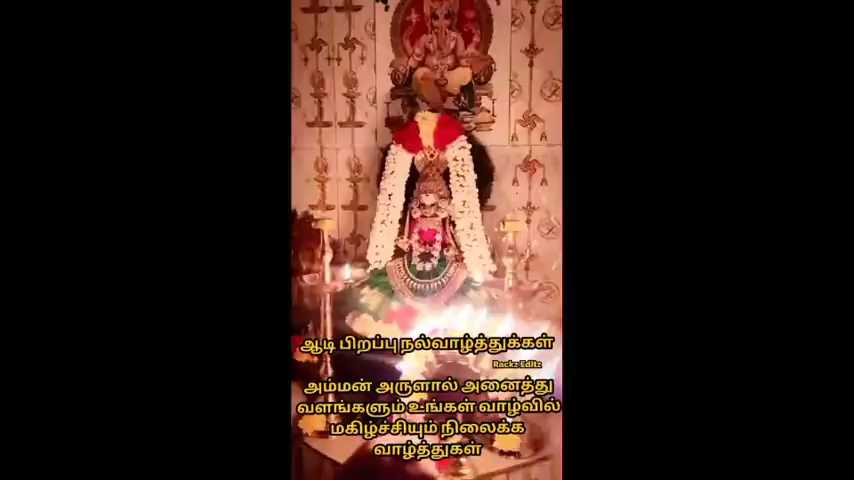 ஆடி பிறப்பு நல்வாழ்த்துக்கள்
Rackz Editz
அம்மன் அருளால் அனைத்து
வளங்களும் உங்கள் வாழ்வில்
மகிழ்ச்சியும் நிலைக்க
வாழ்த்துகள்